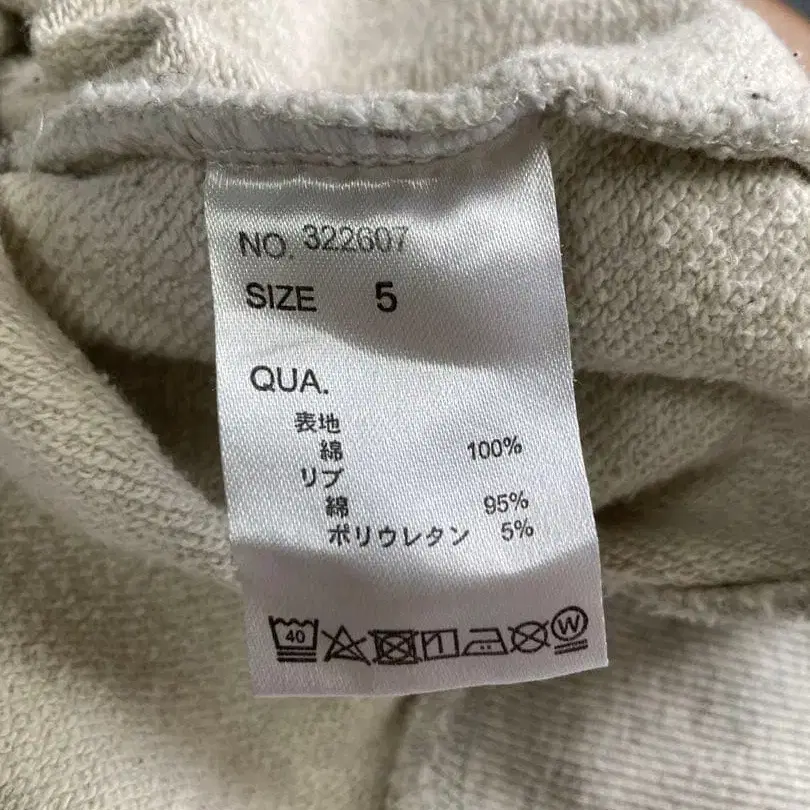 NO. 322607
SIZE 5
QUA.
表地
綿 100%
リブ
綿 95%
ポリウレタン 5%
40 W